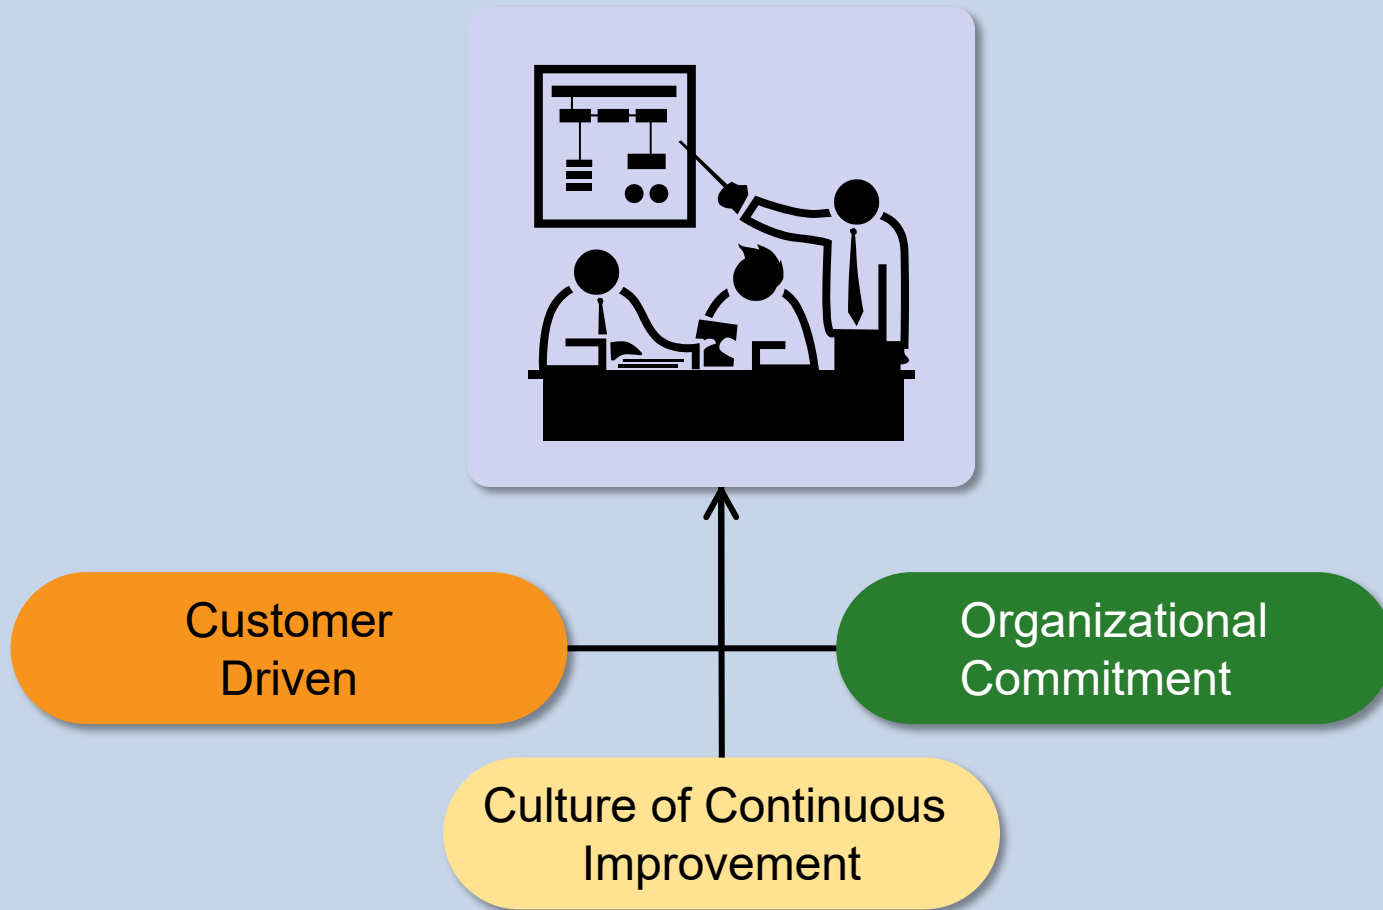 Customer
Driven
Organizational
Commitment
Culture of Continuous
Improvement